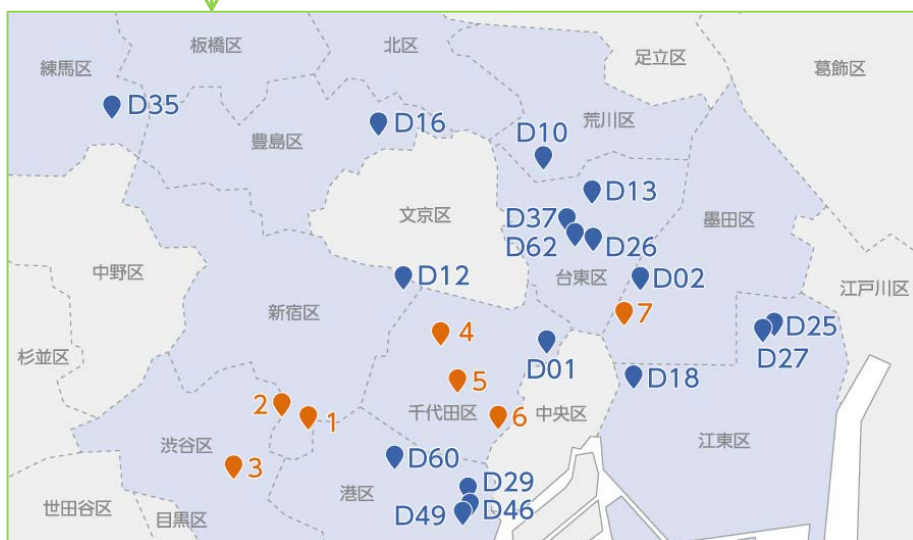 板橋区
北区
足立区
練馬区
葛飾区
D35
D16
荒川区
豊島区
D10
D13
文京区
D37
墨田区
D62
D26
中野区
D12
台東区
D02
江戸川区
新宿区
7
4
D25
杉並区
D01
D27
5
D18
2
1
千代田区
6
中央区
渋谷区
江東区
3
D60
港区
D29
世田谷区
D46
目黒区
D49